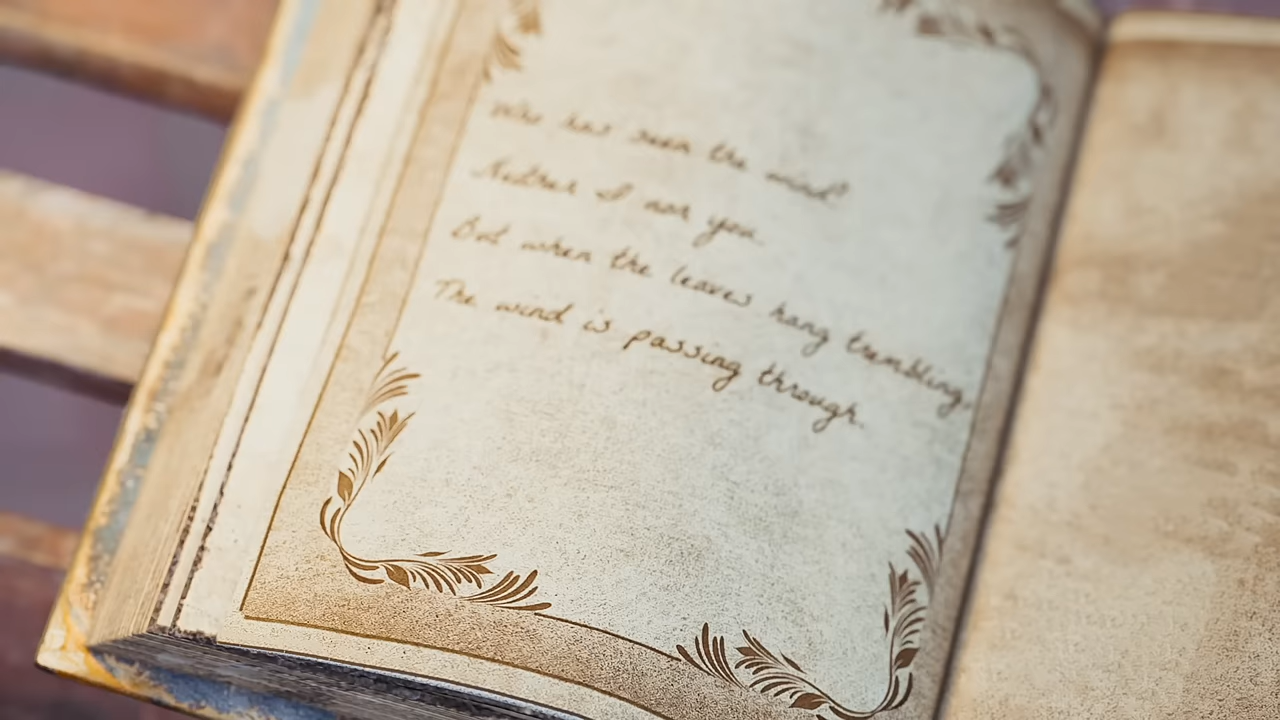 Who has seen the wind?
Neither I nor you.
But when the leaves hang trembling,
The wind is passing through.